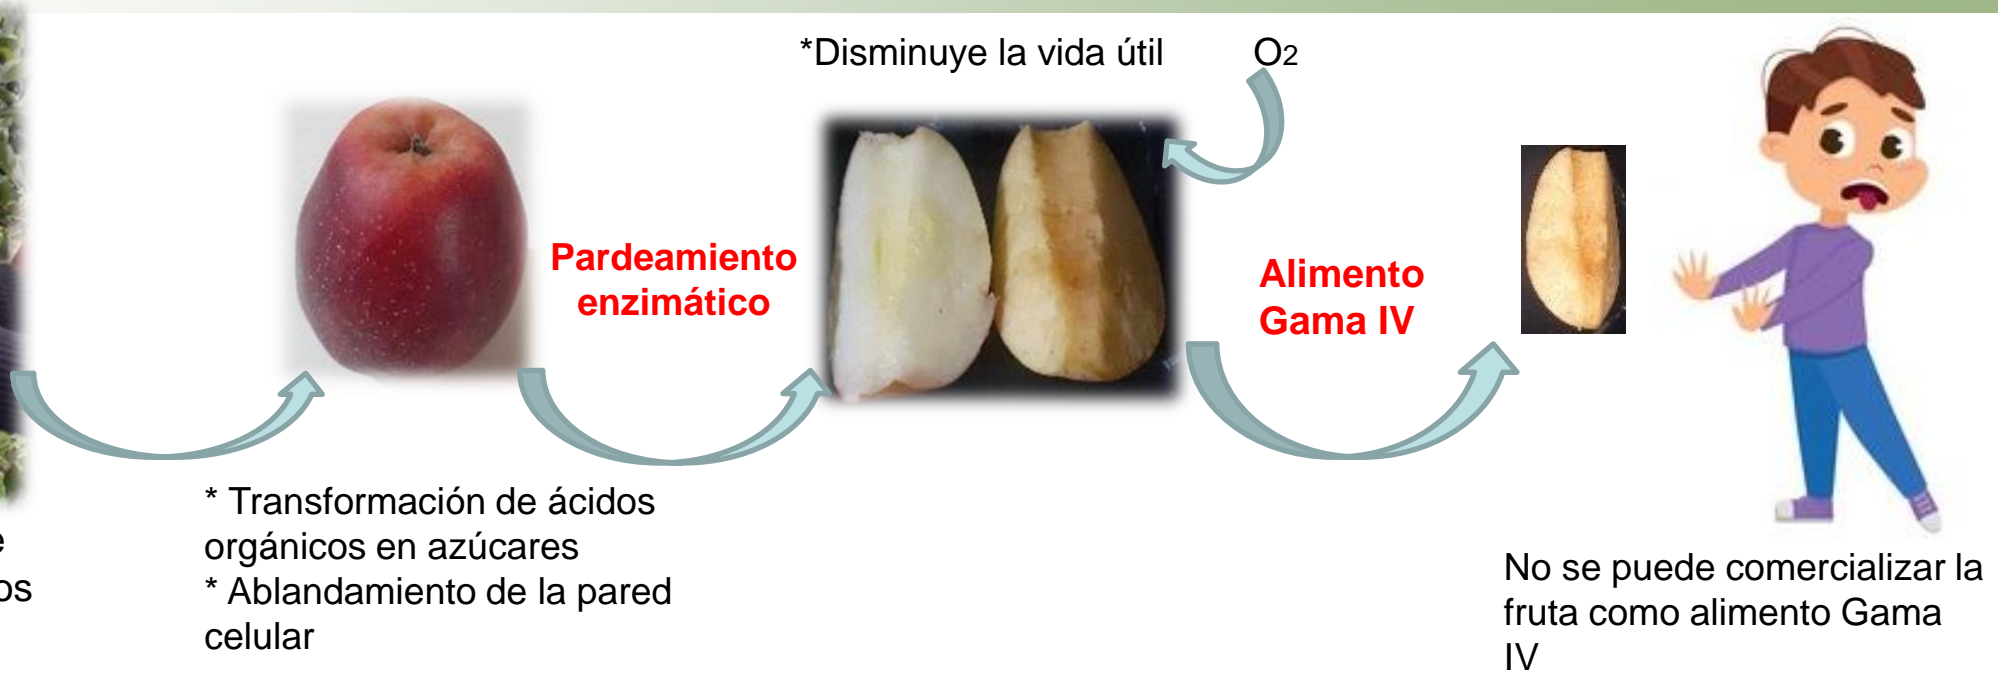 *Disminuye la vida útil
O2
Pardeamiento
enzimático
Alimento
Gama IV
* Transformación de ácidos
orgánicos en azúcares
* Ablandamiento de la pared
celular
No se puede comercializar la
fruta como alimento Gama
IV